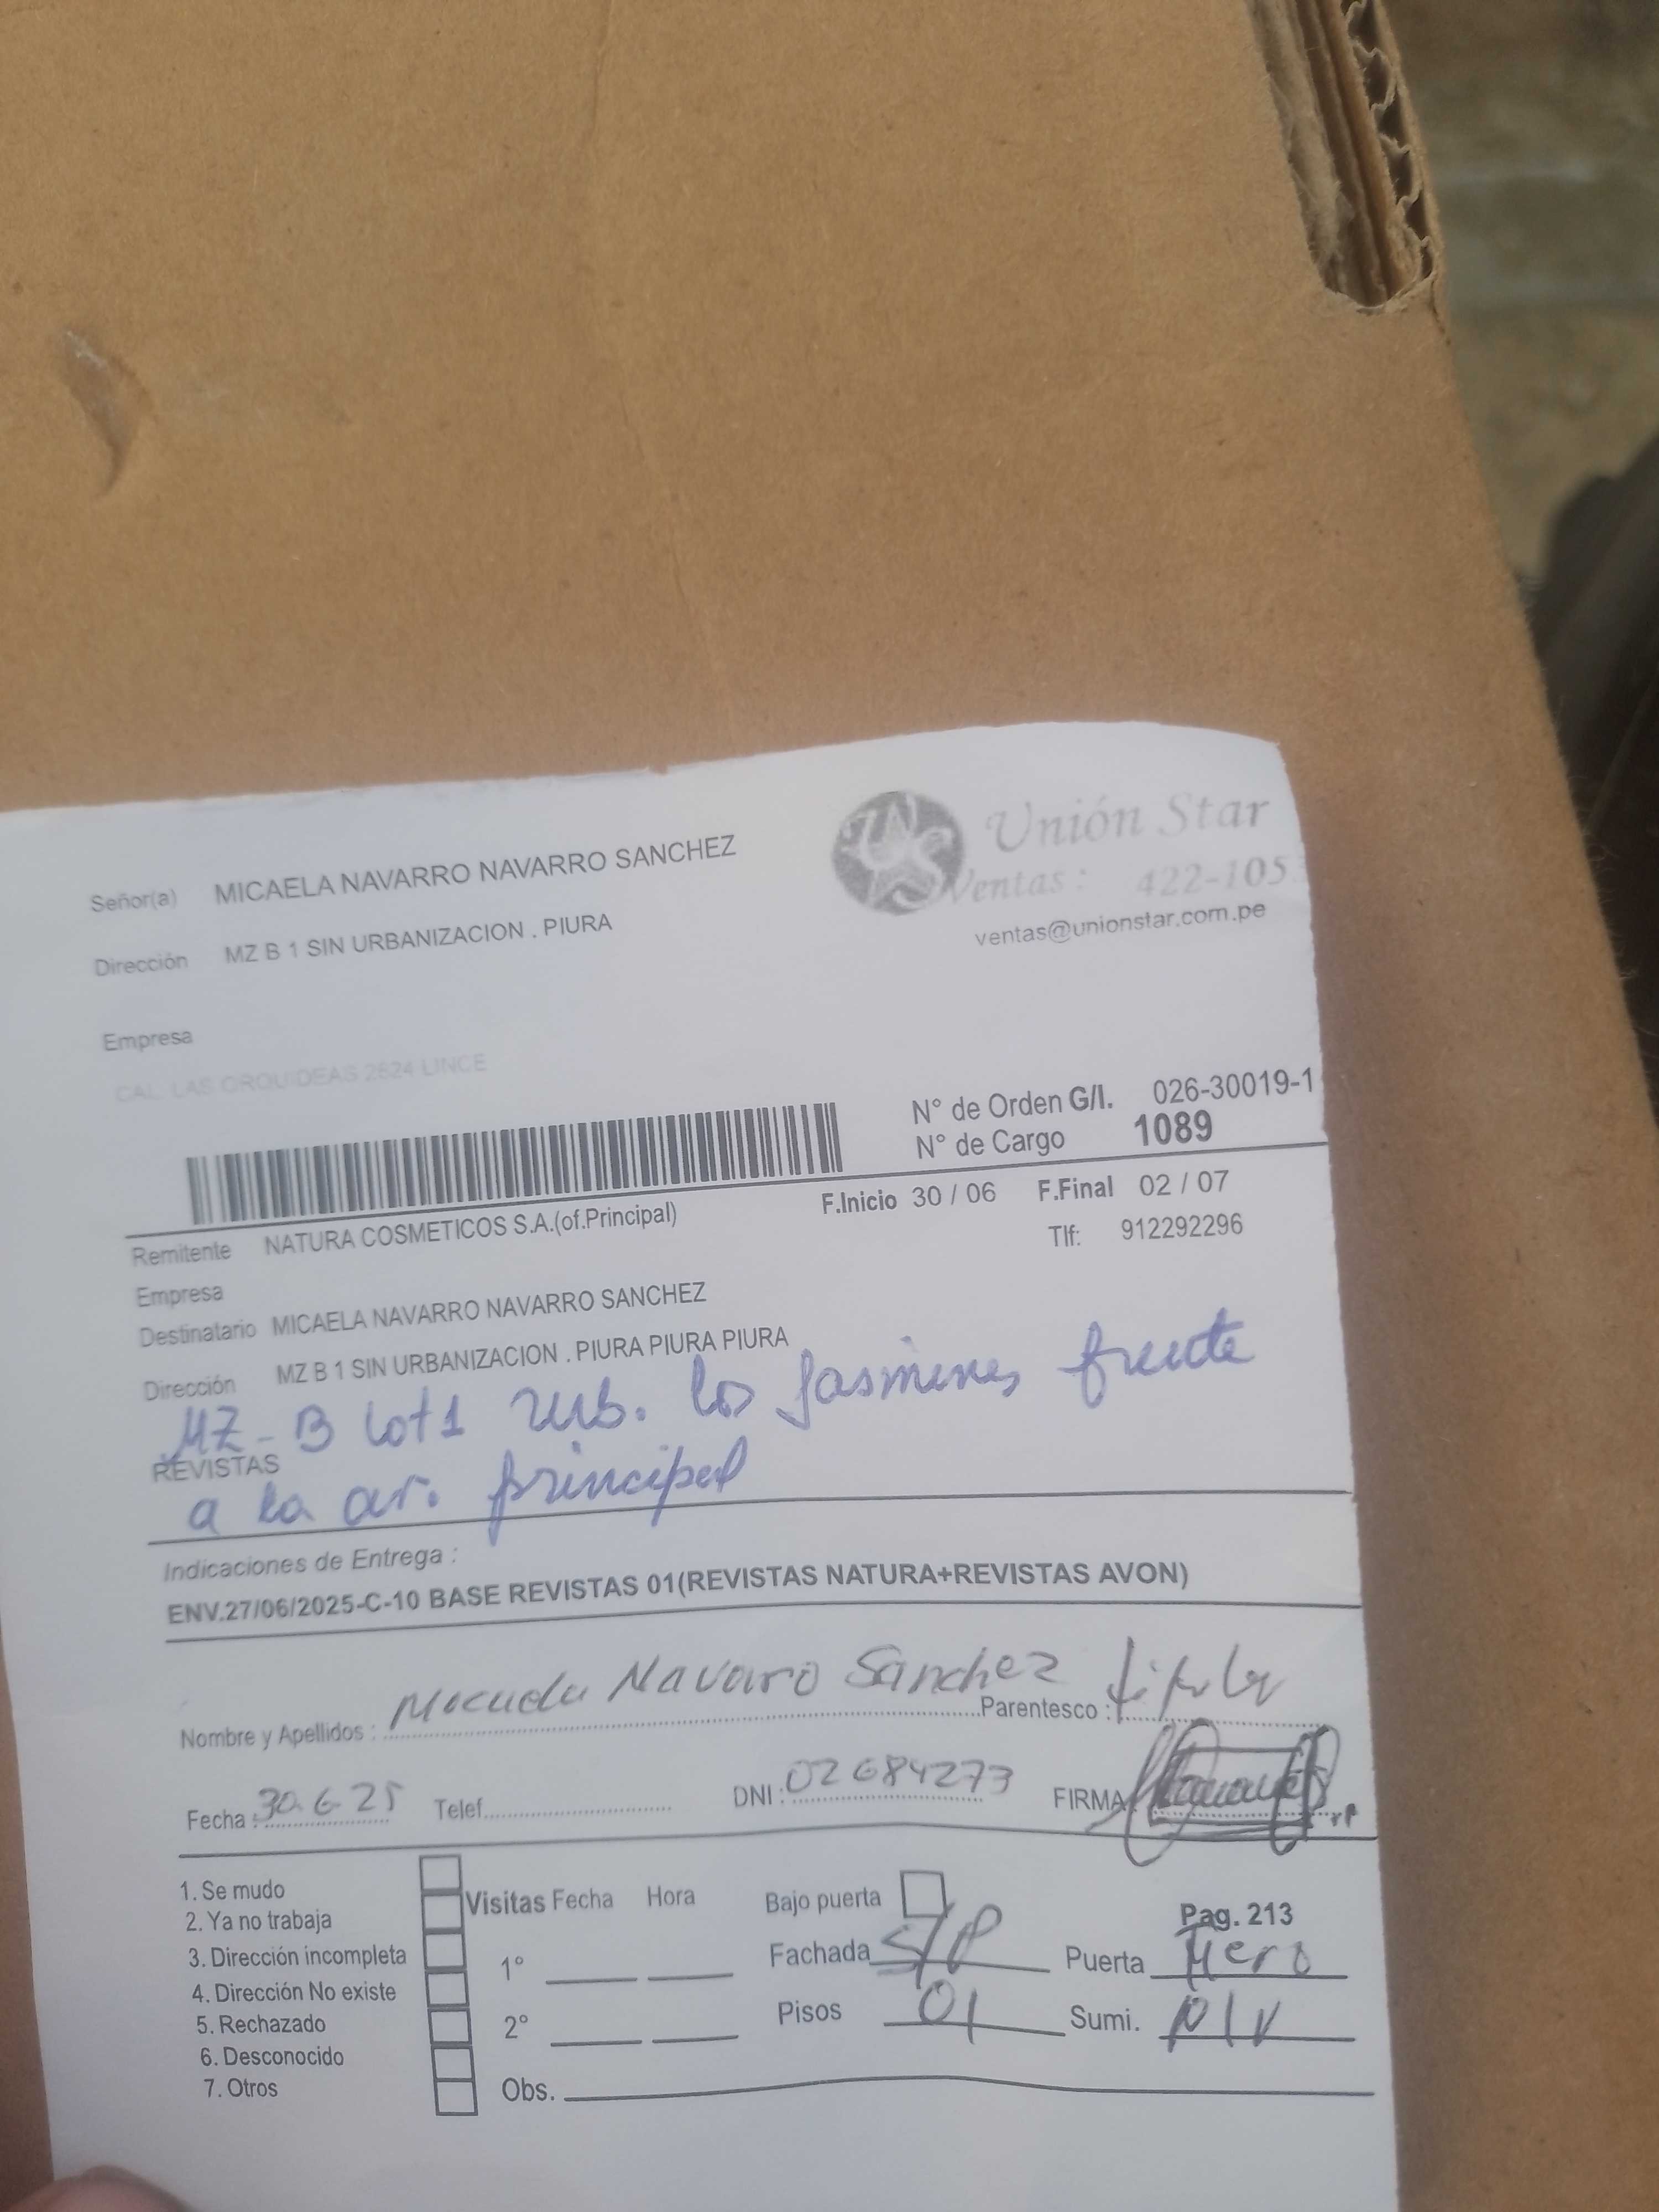 Señor(a) MICAELA NAVARRO NAVARRO SANCHEZ
Unión Star
Ventas : 422-105
Dirección MZ B 1 SIN URBANIZACION . PIURA
ventas@unionstar.com.pe
Empresa
CAL. LAS ORQUIDEAS 2624 LINCE
N° de Orden G/I. 026-30019-1
N° de Cargo 1089
F.Inicio 30 / 06 F.Final 02 / 07
Remitente NATURA COSMETICOS S.A.(of.Principal)
Tlf: 912292296
Empresa
Destinatario MICAELA NAVARRO NAVARRO SANCHEZ
Dirección MZ B 1 SIN URBANIZACION . PIURA PIURA PIURA
MZ-B Lot 1 urb. los Jasmines frente
REVISTAS
a la av. principal
Indicaciones de Entrega :
ENV.27/06/2025-C-10 BASE REVISTAS 01(REVISTAS NATURA+REVISTAS AVON)
Nombre y Apellidos : Micaela Navarro Sanchez Parentesco : titular
Fecha : 30.6.25 Telef. DNI : 02684273 FIRMA
1. Se mudo
2. Ya no trabaja
3. Dirección incompleta
4. Dirección No existe
5. Rechazado
6. Desconocido
7. Otros
Visitas Fecha Hora
1°
2°
Obs.
Bajo puerta
Pag. 213
Fachada S/P Puerta Fierro
Pisos 01 Sumi.